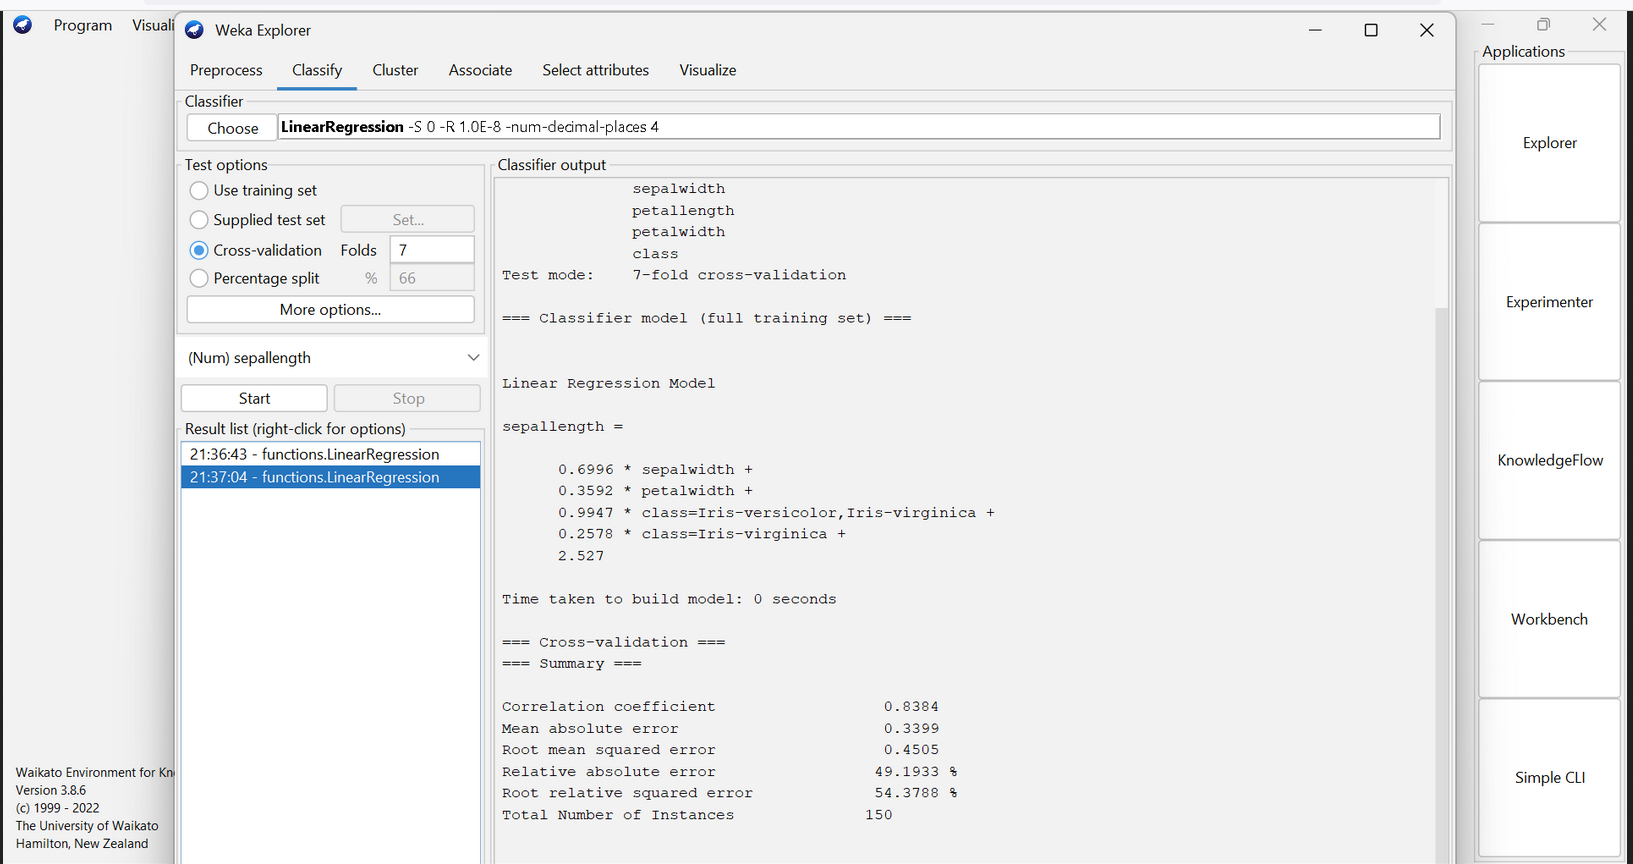 Program Visuali
Weka Explorer
Applications
Preprocess Classify Cluster Associate Select attributes Visualize
Classifier
Choose LinearRegression -S 0 -R 1.0E-8 -num-decimal-places 4
Test options
Use training set
Supplied test set Set...
Cross-validation Folds 7
Percentage split % 66
More options...
(Num) sepallength
Start Stop
Result list (right-click for options)
21:36:43 - functions.LinearRegression
21:37:04 - functions.LinearRegression
Classifier output
sepalwidth
petallength
petalwidth
class
Test mode: 7-fold cross-validation
=== Classifier model (full training set) ===
Linear Regression Model
sepallength =
0.6996 * sepalwidth +
0.3592 * petalwidth +
0.9947 * class=Iris-versicolor,Iris-virginica +
0.2578 * class=Iris-virginica +
2.527
Time taken to build model: 0 seconds
=== Cross-validation ===
=== Summary ===
Correlation coefficient 0.8384
Mean absolute error 0.3399
Root mean squared error 0.4505
Relative absolute error 49.1933 %
Root relative squared error 54.3788 %
Total Number of Instances 150
Explorer
Experimenter
KnowledgeFlow
Workbench
Simple CLI
Waikato Environment for Kn
Version 3.8.6
(c) 1999 - 2022
The University of Waikato
Hamilton, New Zealand